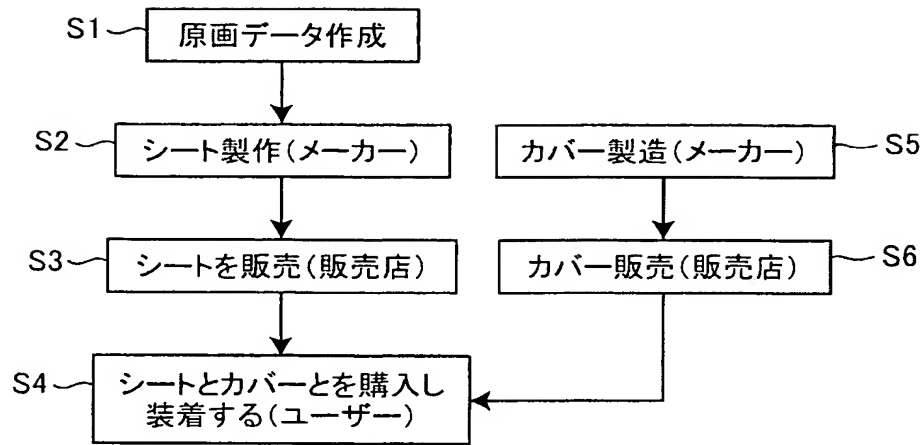 S1 原画データ作成
S2 シート製作(メーカー)
カバー製造(メーカー) S5
S3 シートを販売(販売店)
カバー販売(販売店) S6
S4 シートとカバーとを購入し
装着する(ユーザー)